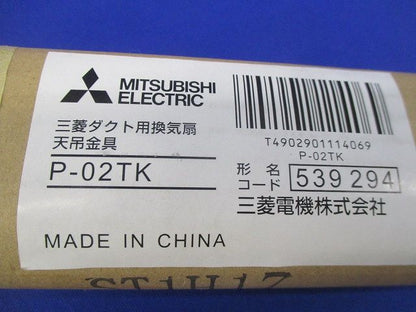 MITSUBISHI
ELECTRIC
三菱ダクト用換気扇
天吊金具
P-02TK
T4902901114069
P-02TK
形名
コード 539 294
三菱電機株式会社
MADE IN CHINA